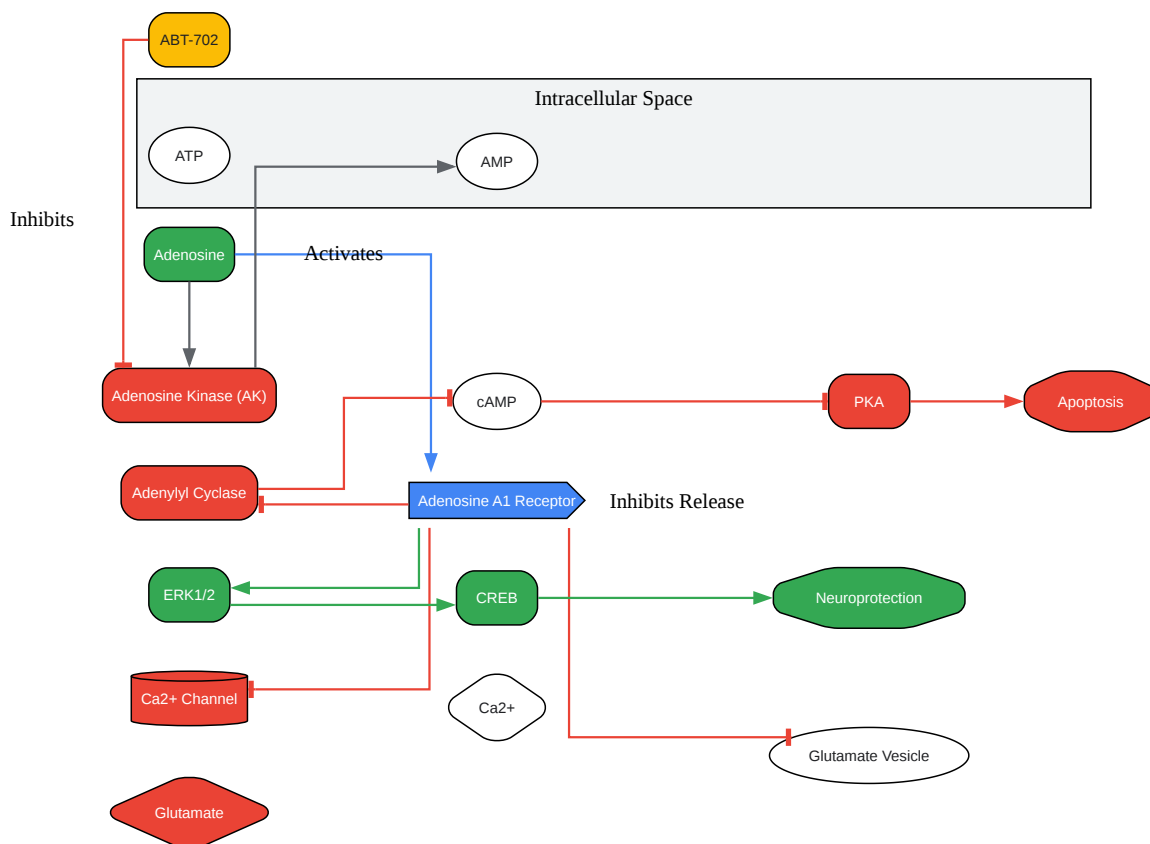 ABT-702
Intracellular Space
ATP
AMP
Inhibits
Adenosine
Activates
Adenosine Kinase (AK)
cAMP
PKA
Apoptosis
Adenylyl Cyclase
Adenosine A1 Receptor
Inhibits Release
ERK1/2
CREB
Neuroprotection
Ca2+ Channel
Ca2+
Glutamate Vesicle
Glutamate